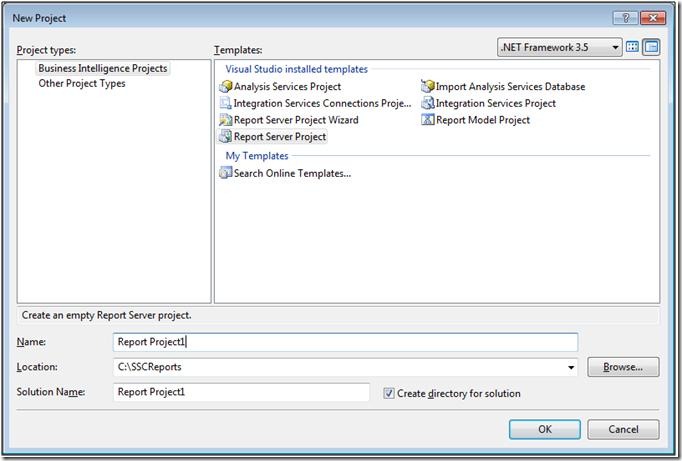 New Project
Project types:
Templates:
.NET Framework 3.5
Business Intelligence Projects
Other Project Types
Visual Studio installed templates
Analysis Services Project
Import Analysis Services Database
Integration Services Connections Proje...
Integration Services Project
Report Server Project Wizard
Report Model Project
Report Server Project
My Templates
Search Online Templates...
Create an empty Report Server project.
Name:
Report Project1
Location:
C:\SSCReports
Browse...
Solution Name:
Report Project1
Create directory for solution
OK
Cancel